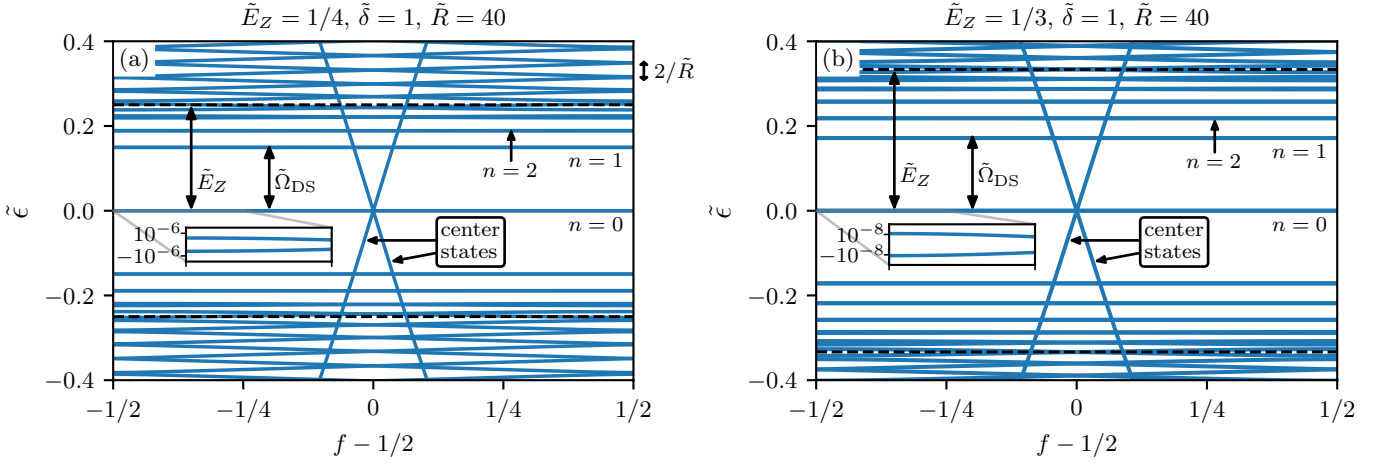 Ẽ_Z = 1/4, δ̃ = 1, R̃ = 40
(a)
0.4
0.2
0.0
−0.2
−0.4
ϵ̃
2/R̃
n = 1
n = 2
Ẽ_Z
Ω̃_DS
n = 0
10⁻⁶
−10⁻⁶
center
states
−1/2
−1/4
0
1/4
1/2
f − 1/2
Ẽ_Z = 1/3, δ̃ = 1, R̃ = 40
(b)
0.4
0.2
0.0
−0.2
−0.4
ϵ̃
n = 1
n = 2
Ẽ_Z
Ω̃_DS
n = 0
10⁻⁸
−10⁻⁸
center
states
−1/2
−1/4
0
1/4
1/2
f − 1/2